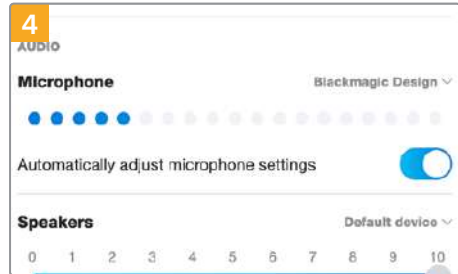 4
AUDIO
Microphone Blackmagic Design
Automatically adjust microphone settings
Speakers Default device
0 1 2 3 4 5 6 7 8 9 10